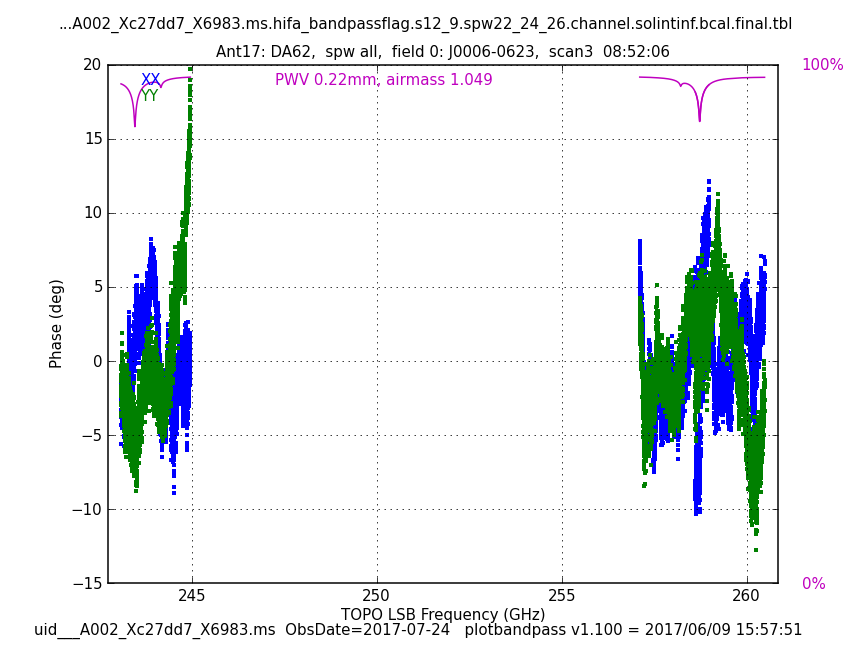 ...A002_Xc27dd7_X6983.ms.hifa_bandpassflag.s12_9.spw22_24_26.channel.solintinf.bcal.final.tbl
Ant17: DA62,  spw all,  field 0: J0006-0623,  scan3  08:52:06
20
100%
XX
PWV 0.22mm, airmass 1.049
YY
15
10
5
0
−5
−10
−15
0%
Phase (deg)
245
250
255
260
TOPO LSB Frequency (GHz)
uid___A002_Xc27dd7_X6983.ms  ObsDate=2017-07-24   plotbandpass v1.100 = 2017/06/09 15:57:51